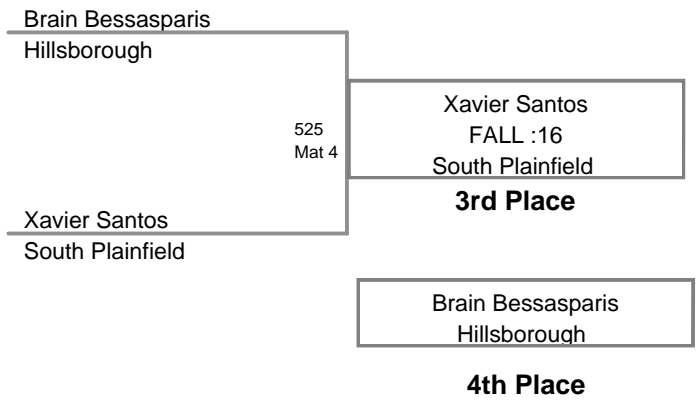 Brain Bessasparis
Hillsborough
525
Mat 4
Xavier Santos
FALL :16
South Plainfield
3rd Place
Xavier Santos
South Plainfield
Brain Bessasparis
Hillsborough
4th Place